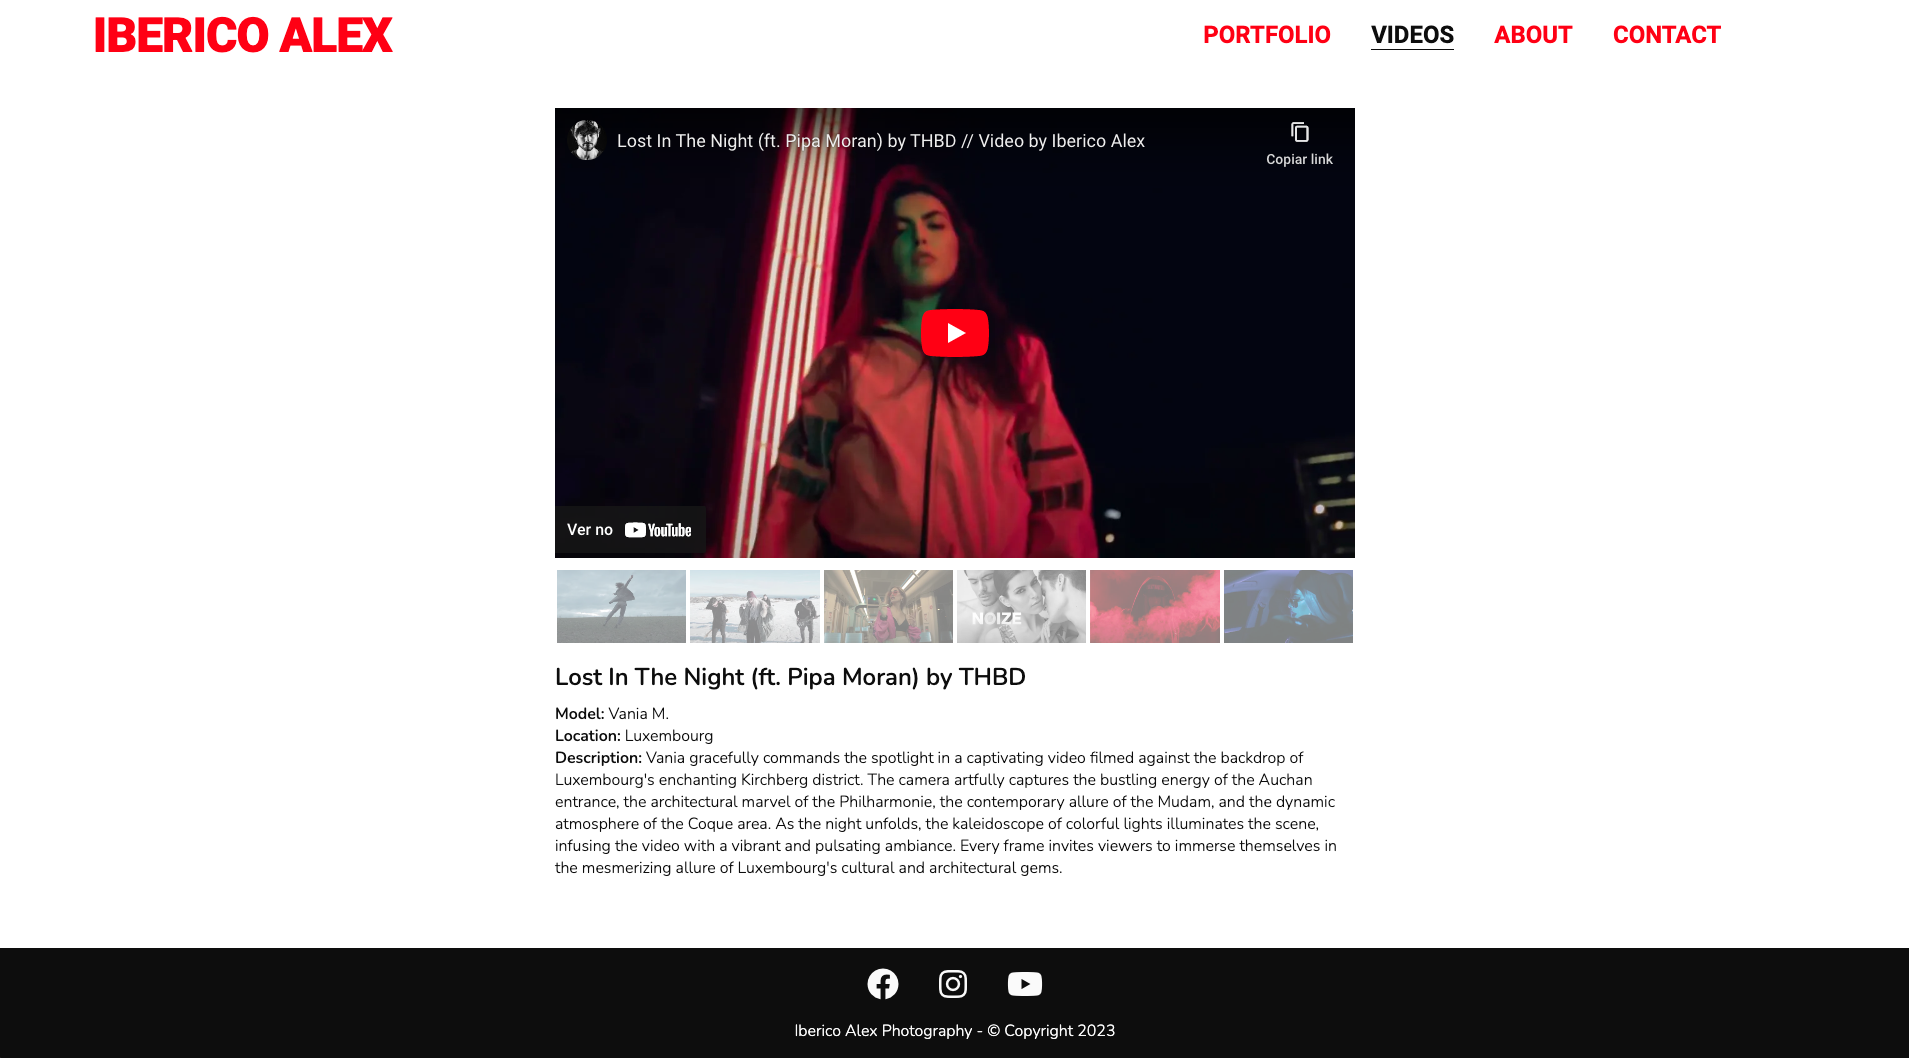 IBERICO ALEX
PORTFOLIO
VIDEOS
ABOUT
CONTACT
Lost In The Night (ft. Pipa Moran) by THBD // Video by Iberico Alex
Copiar link
Ver no YouTube
NOIZE
Lost In The Night (ft. Pipa Moran) by THBD
Model: Vania M.
Location: Luxembourg
Description: Vania gracefully commands the spotlight in a captivating video filmed against the backdrop of
Luxembourg's enchanting Kirchberg district. The camera artfully captures the bustling energy of the Auchan
entrance, the architectural marvel of the Philharmonie, the contemporary allure of the Mudam, and the dynamic
atmosphere of the Coque area. As the night unfolds, the kaleidoscope of colorful lights illuminates the scene,
infusing the video with a vibrant and pulsating ambiance. Every frame invites viewers to immerse themselves in
the mesmerizing allure of Luxembourg's cultural and architectural gems.
Iberico Alex Photography - © Copyright 2023